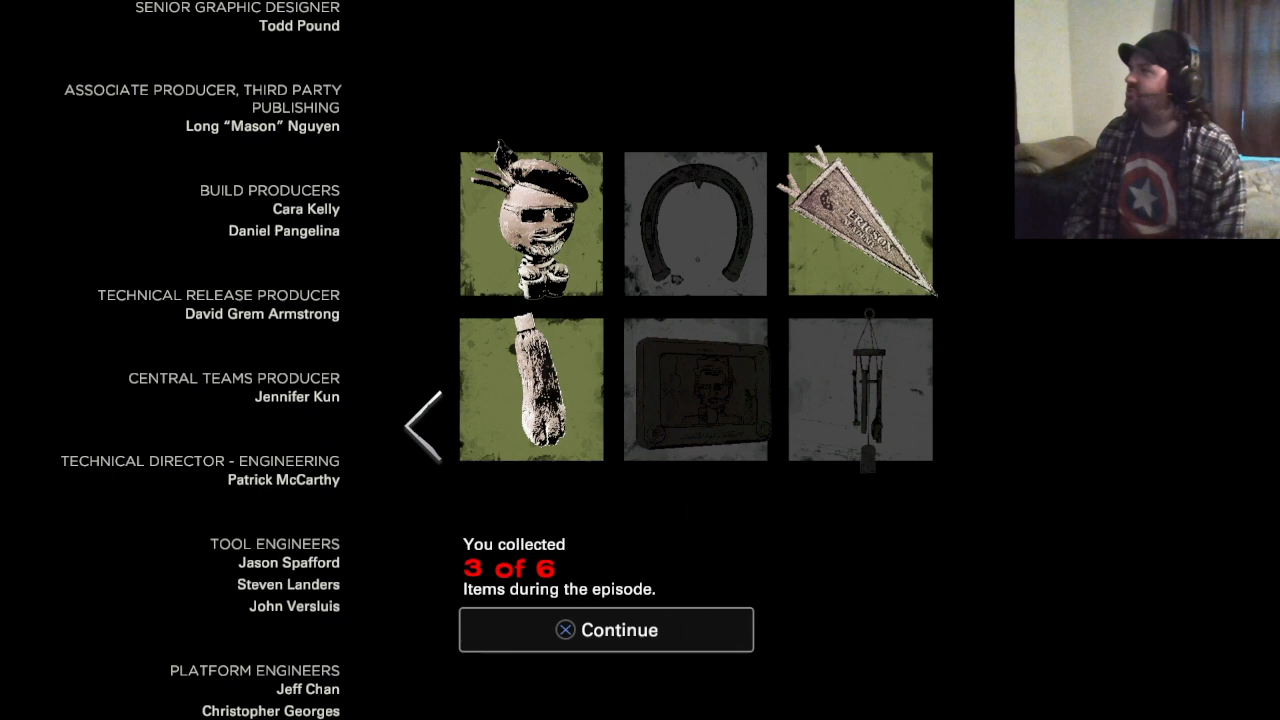 SENIOR GRAPHIC DESIGNER
Todd Pound
ASSOCIATE PRODUCER, THIRD PARTY
PUBLISHING
Long “Mason” Nguyen
BUILD PRODUCERS
Cara Kelly
Daniel Pangelina
TECHNICAL RELEASE PRODUCER
David Grem Armstrong
CENTRAL TEAMS PRODUCER
Jennifer Kun
TECHNICAL DIRECTOR - ENGINEERING
Patrick McCarthy
TOOL ENGINEERS
Jason Spafford
Steven Landers
John Versluis
PLATFORM ENGINEERS
Jeff Chan
Christopher Georges
ERICSON
You collected
3 of 6
Items during the episode.
Continue